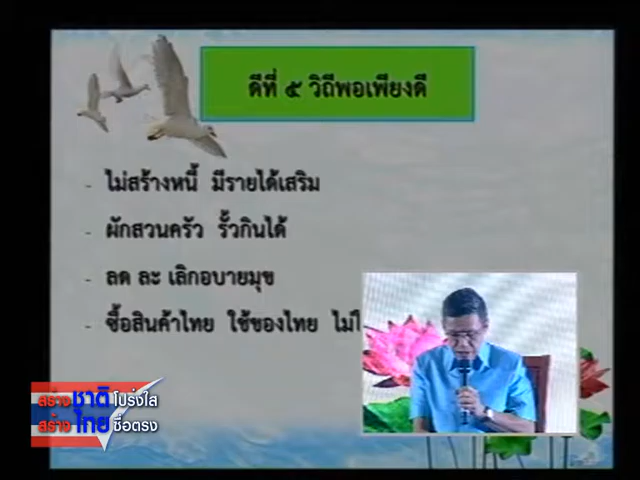 ดีที่ ๕ วิถีพอเพียงดี
- ไม่สร้างหนี้ มีรายได้เสริม
- ผักสวนครัว รั้วกินได้
- ลด ละ เลิกอบายมุข
- ซื้อสินค้าไทย ใช้ของไทย
สร้างชาติ โปร่งใส
สร้างไทย ซื่อตรง